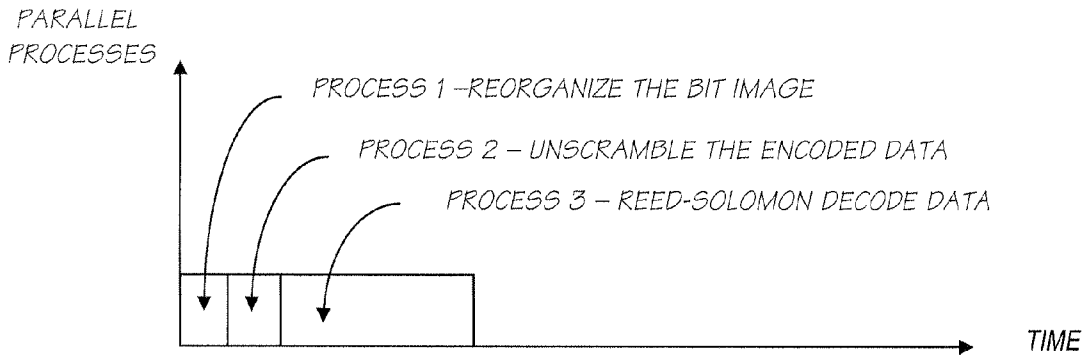 PARALLEL
PROCESSES
PROCESS 1 –REORGANIZE THE BIT IMAGE
PROCESS 2 – UNSCRAMBLE THE ENCODED DATA
PROCESS 3 – REED-SOLOMON DECODE DATA
TIME